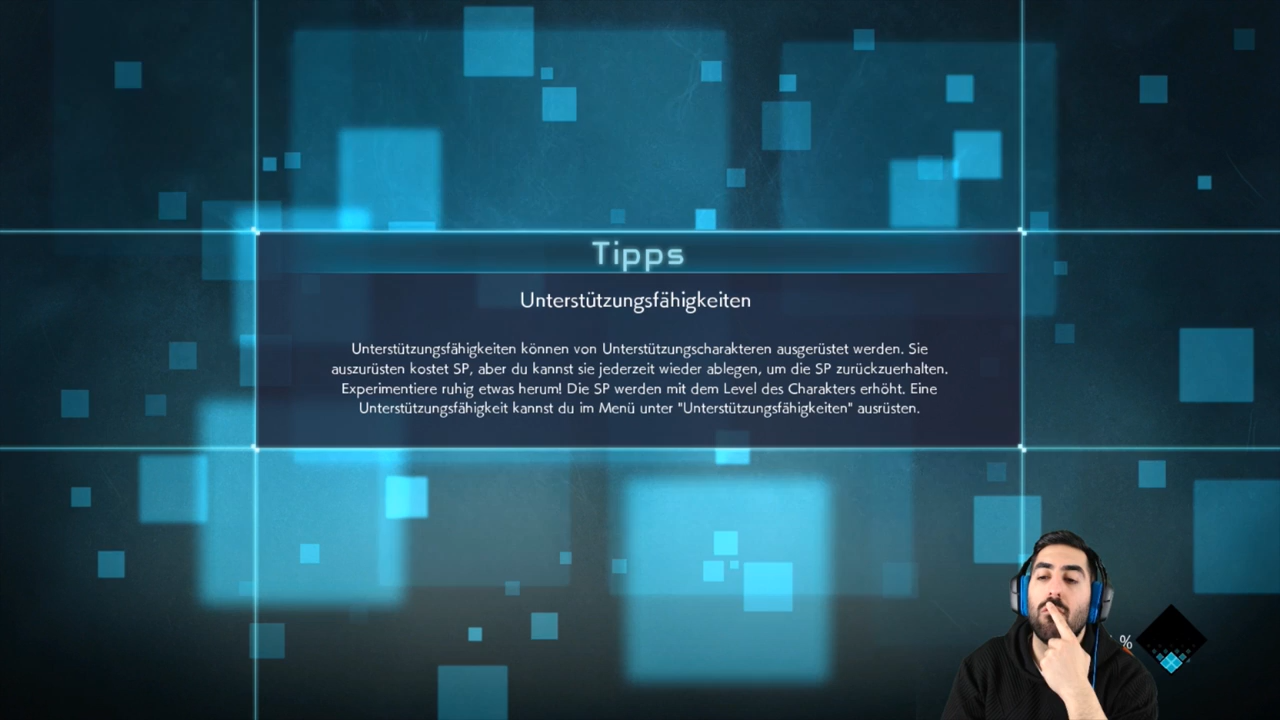 Tipps
Unterstützungsfähigkeiten
Unterstützungsfähigkeiten können von Unterstützungscharakteren ausgerüstet werden. Sie
auszurüsten kostet SP, aber du kannst sie jederzeit wieder ablegen, um die SP zurückzuerhalten.
Experimentiere ruhig etwas herum! Die SP werden mit dem Level des Charakters erhöht. Eine
Unterstützungsfähigkeit kannst du im Menü unter "Unterstützungsfähigkeiten" ausrüsten.
%